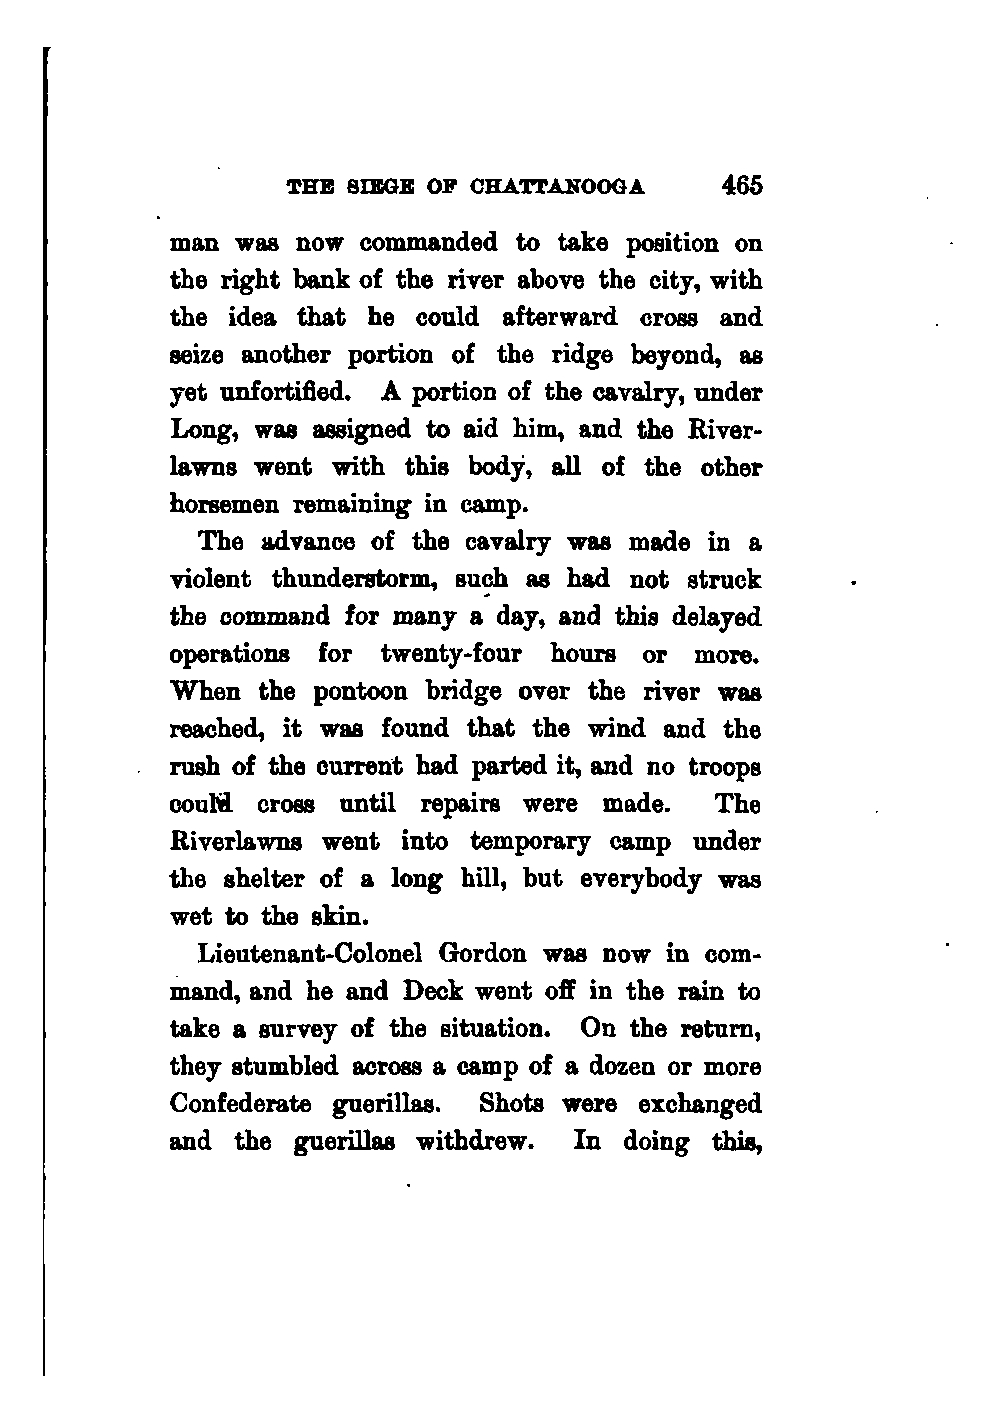 THE SIEGE OF CHATTANOOGA 465
man was now commanded to take position on
the right bank of the river above the city, with
the idea that he could afterward cross and
seize another portion of the ridge beyond, as
yet unfortified. A portion of the cavalry, under
Long, was assigned to aid him, and the River-
lawns went with this body, all of the other
horsemen remaining in camp.
The advance of the cavalry was made in a
violent thunderstorm, such as had not struck
the command for many a day, and this delayed
operations for twenty-four hours or more.
When the pontoon bridge over the river was
reached, it was found that the wind and the
rush of the current had parted it, and no troops
could cross until repairs were made. The
Riverlawns went into temporary camp under
the shelter of a long hill, but everybody was
wet to the skin.
Lieutenant-Colonel Gordon was now in com-
mand, and he and Deck went off in the rain to
take a survey of the situation. On the return,
they stumbled across a camp of a dozen or more
Confederate guerillas. Shots were exchanged
and the guerillas withdrew. In doing this,